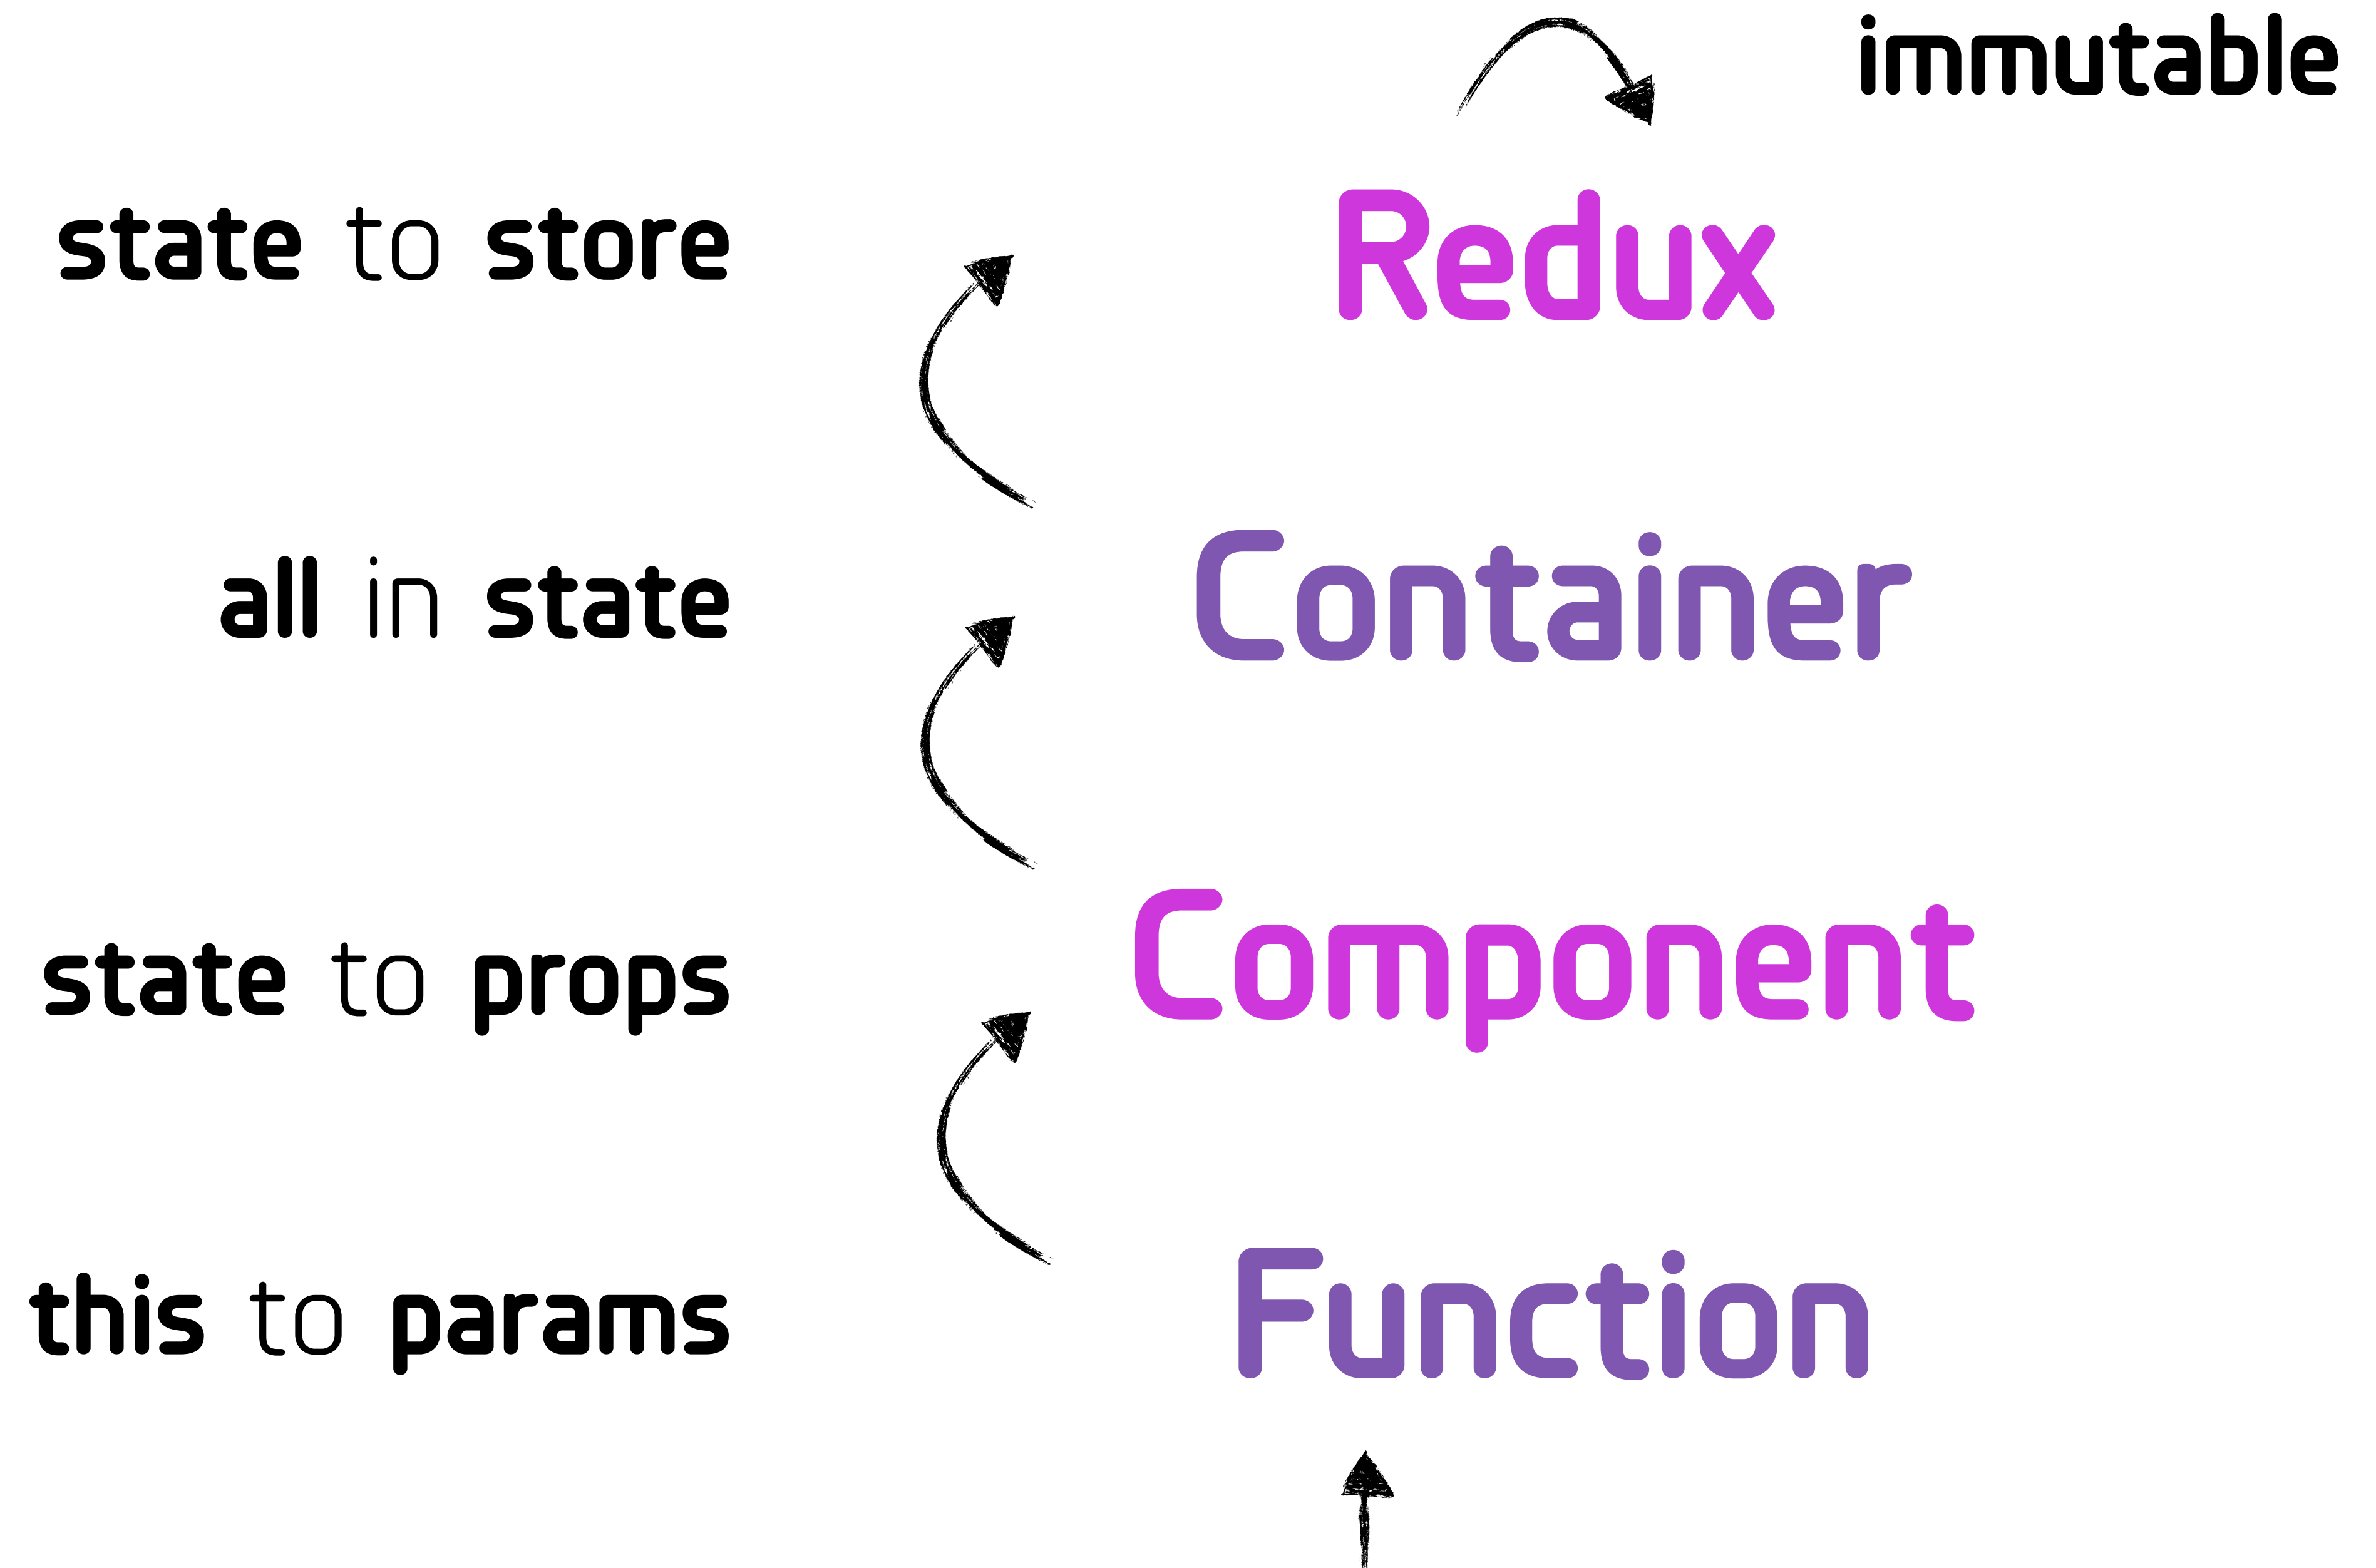 immutable
state to store
Redux
all in state
Container
state to props
Component
this to params
Function